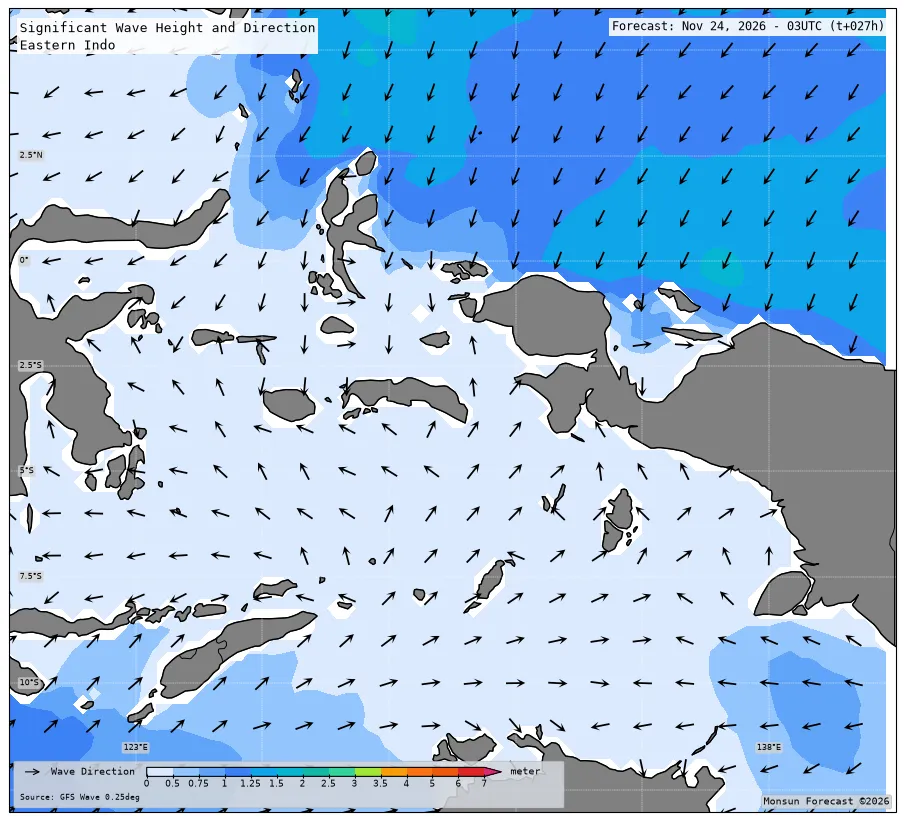 Significant Wave Height and Direction
Eastern Indo
Forecast: Nov 24, 2026 - 03UTC (t+027h)
2.5°N
0°
2.5°S
5°S
7.5°S
10°S
123°E
138°E
Wave Direction
meter
0 0.5 0.75 1 1.25 1.5 2 2.5 3 3.5 4 5 6 7
Source: GFS Wave 0.25deg
Monsun Forecast ©2026